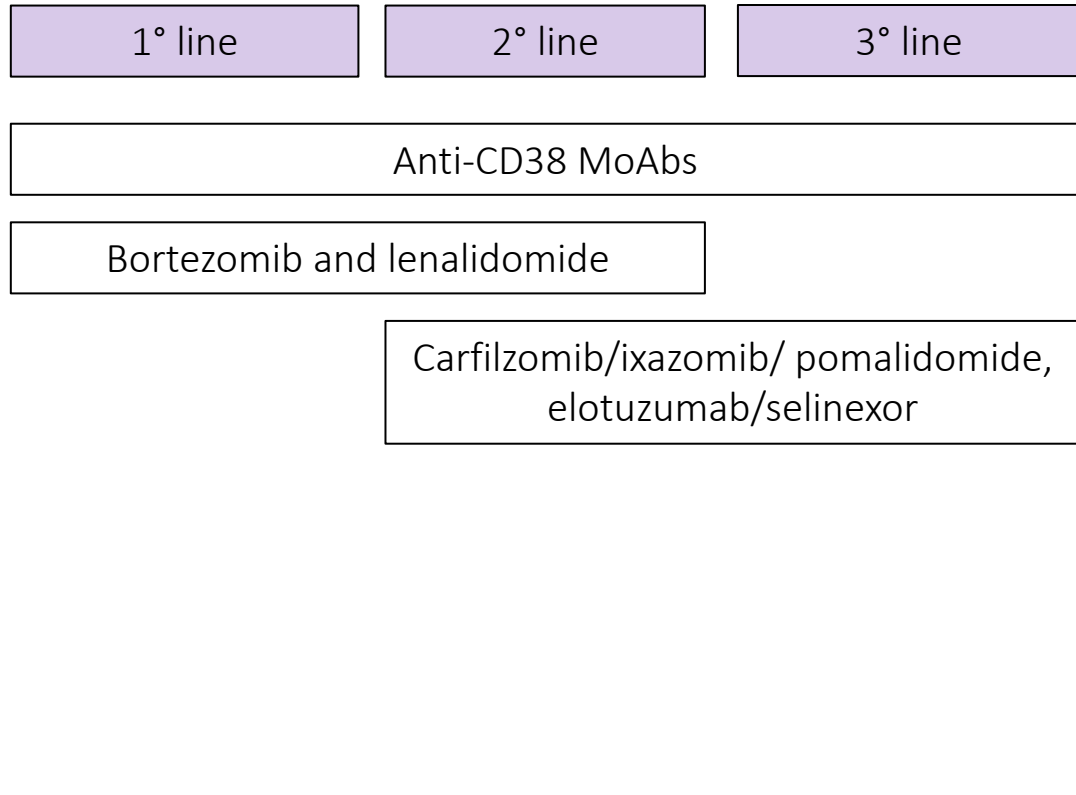 1° line
2° line
3° line
Anti-CD38 MoAbs
Bortezomib and lenalidomide
Carfilzomib/ixazomib/ pomalidomide,
elotuzumab/selinexor